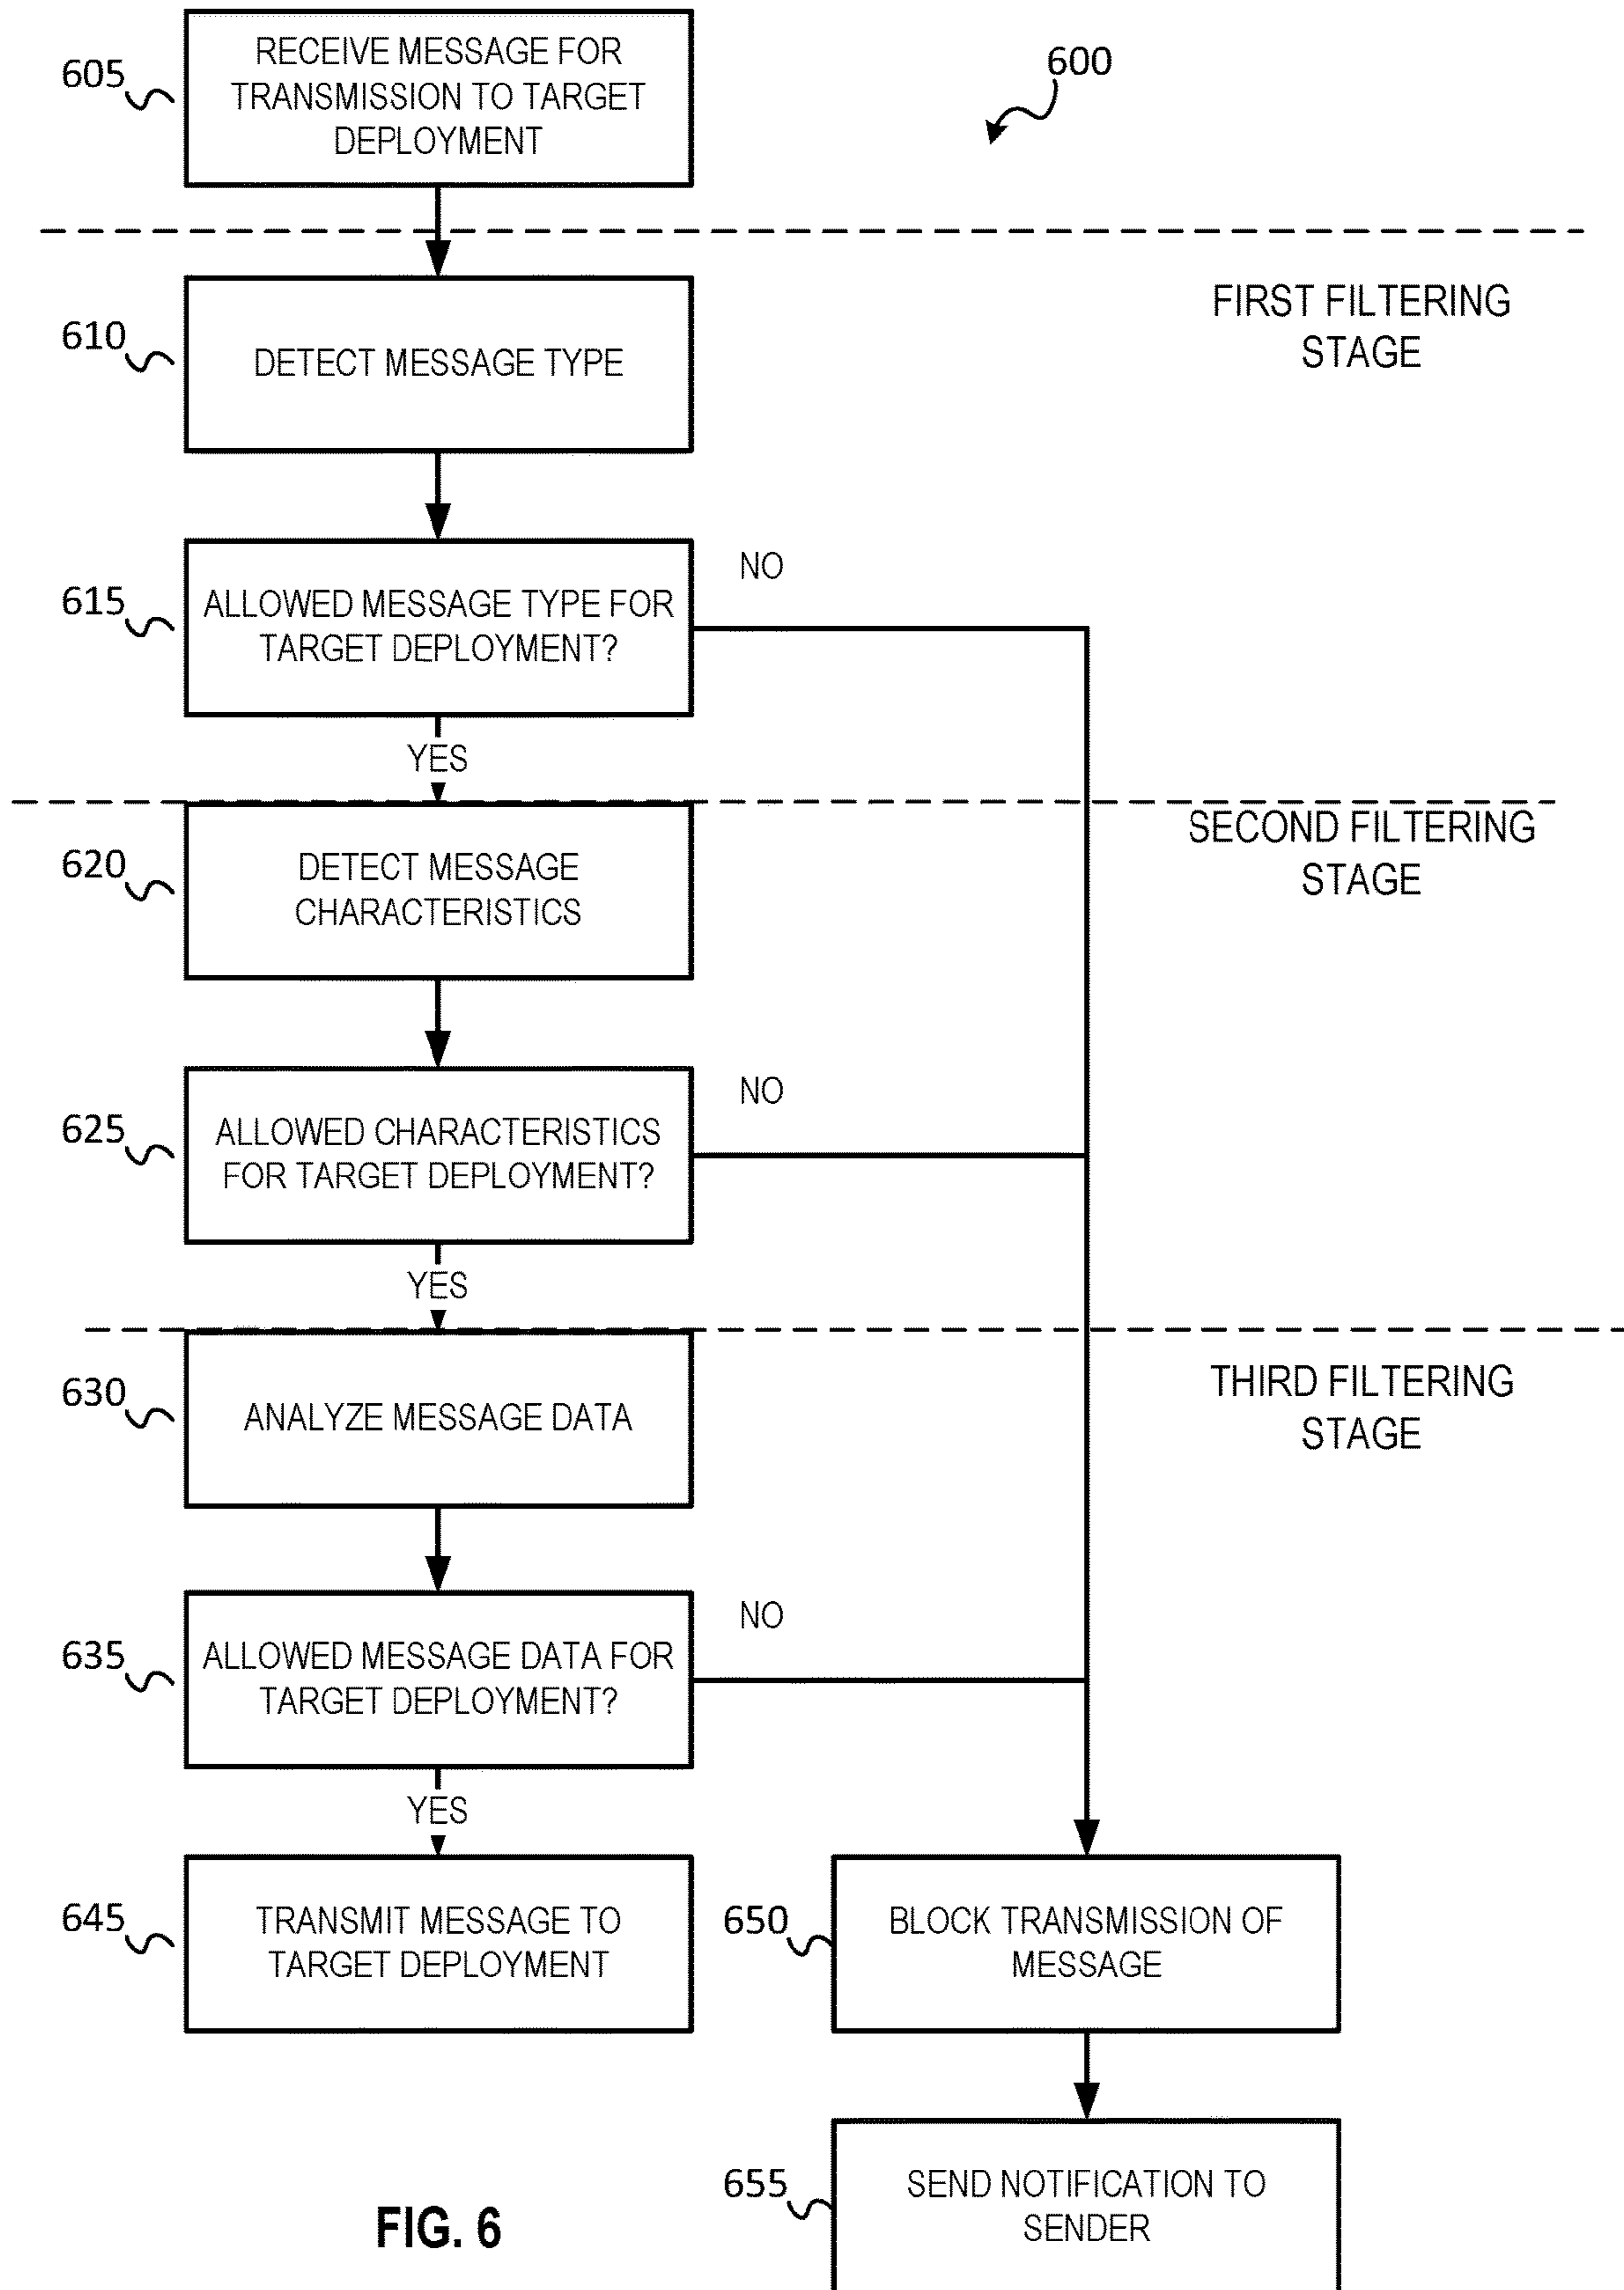 605
RECEIVE MESSAGE FOR
TRANSMISSION TO TARGET
DEPLOYMENT
600
FIRST FILTERING
STAGE
610
DETECT MESSAGE TYPE
615
ALLOWED MESSAGE TYPE FOR
TARGET DEPLOYMENT?
NO
YES
SECOND FILTERING
STAGE
620
DETECT MESSAGE
CHARACTERISTICS
625
ALLOWED CHARACTERISTICS
FOR TARGET DEPLOYMENT?
NO
YES
THIRD FILTERING
STAGE
630
ANALYZE MESSAGE DATA
635
ALLOWED MESSAGE DATA FOR
TARGET DEPLOYMENT?
NO
YES
645
TRANSMIT MESSAGE TO
TARGET DEPLOYMENT
650
BLOCK TRANSMISSION OF
MESSAGE
655
SEND NOTIFICATION TO
SENDER
FIG. 6